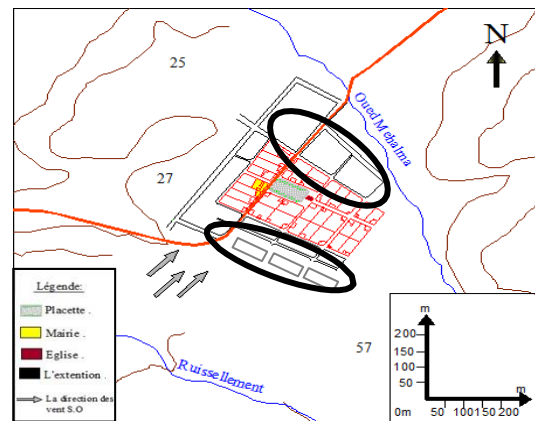 25
N
Oued Mehalma
27
57
Ruissellement
Légende:
Placette .
Mairie .
Eglise .
L'extention .
La direction des
vent S.O
m
200
150
100
50
0m
50 100150 200
m